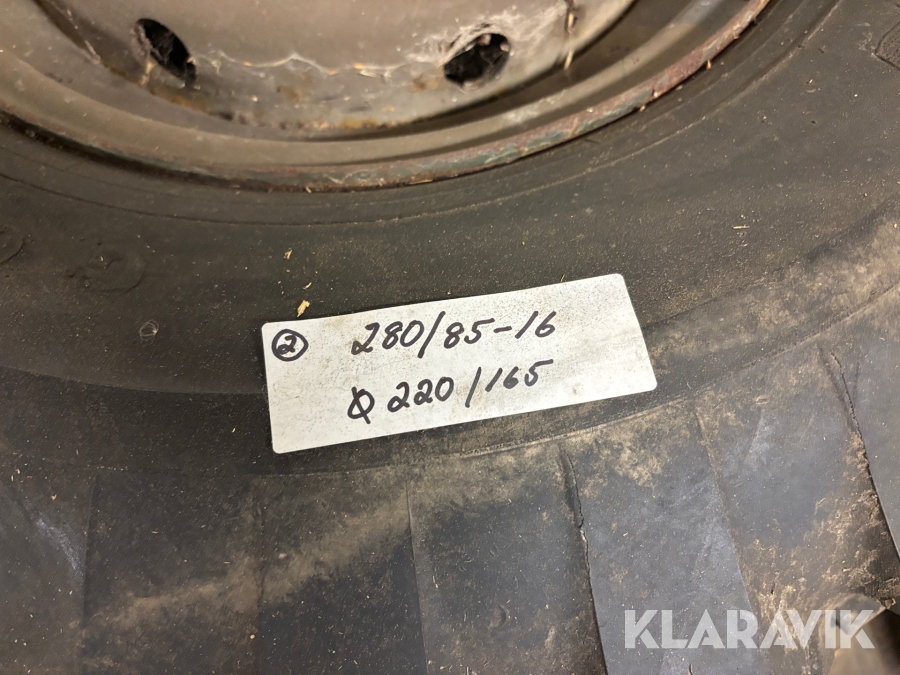 ② 280/85-16
Ø 220/165
KLARAVIK